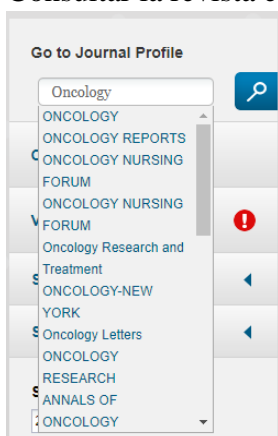 Go to Journal Profile
Oncology
ONCOLOGY
ONCOLOGY REPORTS
ONCOLOGY NURSING
FORUM
ONCOLOGY NURSING
FORUM
Oncology Research and
Treatment
ONCOLOGY-NEW
YORK
Oncology Letters
ONCOLOGY
RESEARCH
ANNALS OF
ONCOLOGY